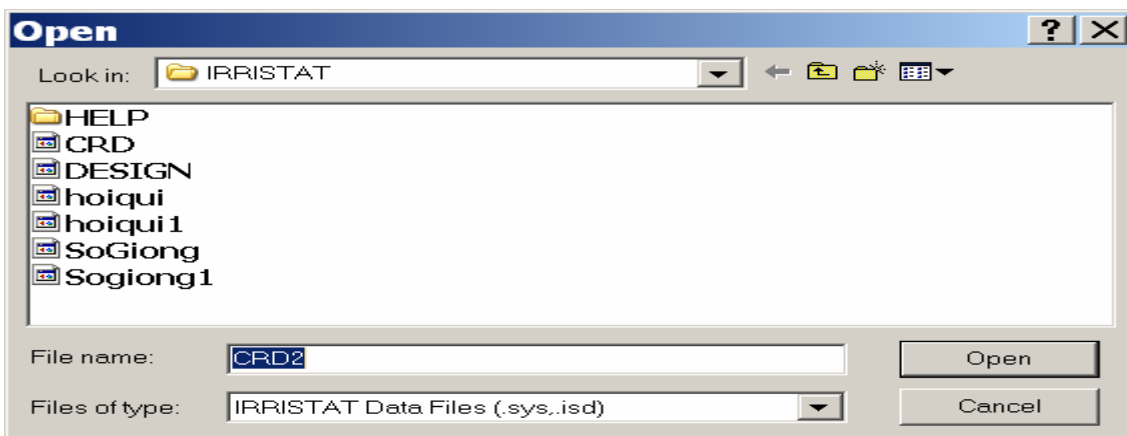 Open
Look in: IRRISTAT
HELP
CRD
DESIGN
hoiqui
hoiqui1
SoGiong
Sogiong1
File name: CRD2 Open
Files of type: IRRISTAT Data Files (.sys,.isd) Cancel